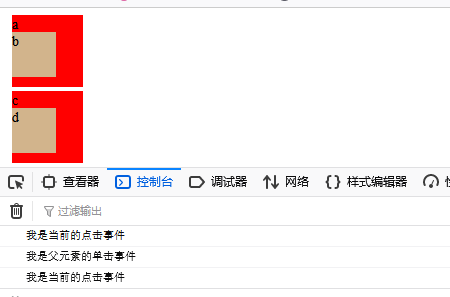 a
b
c
d
查看器 控制台 调试器 网络 样式编辑器
过滤输出
我是当前的点击事件
我是父元素的单击事件
我是当前的点击事件